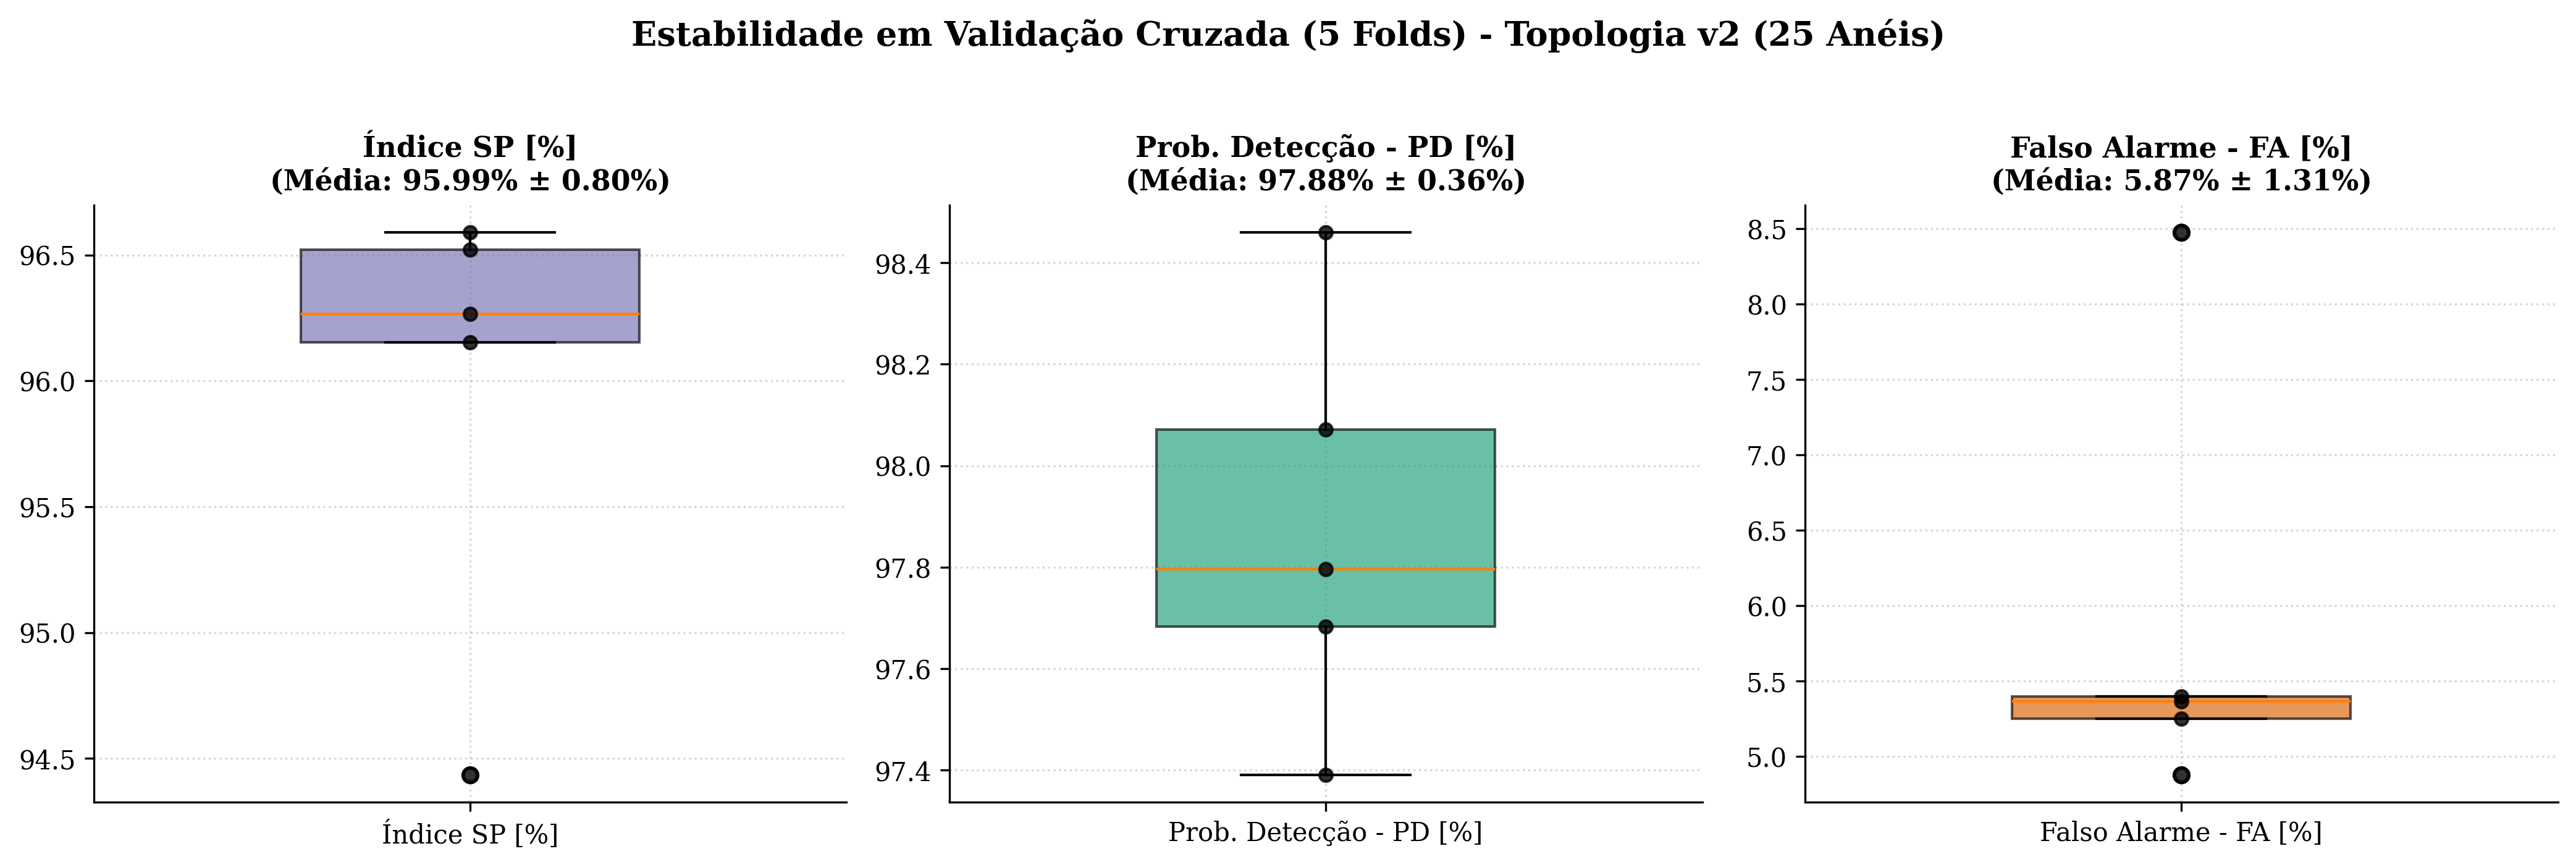 Estabilidade em Validação Cruzada (5 Folds) - Topologia v2 (25 Anéis)
Índice SP [%]
(Média: 95.99% ± 0.80%)
96.5
96.0
95.5
95.0
94.5
Índice SP [%]
Prob. Detecção - PD [%]
(Média: 97.88% ± 0.36%)
98.4
98.2
98.0
97.8
97.6
97.4
Prob. Detecção - PD [%]
Falso Alarme - FA [%]
(Média: 5.87% ± 1.31%)
8.5
8.0
7.5
7.0
6.5
6.0
5.5
5.0
Falso Alarme - FA [%]